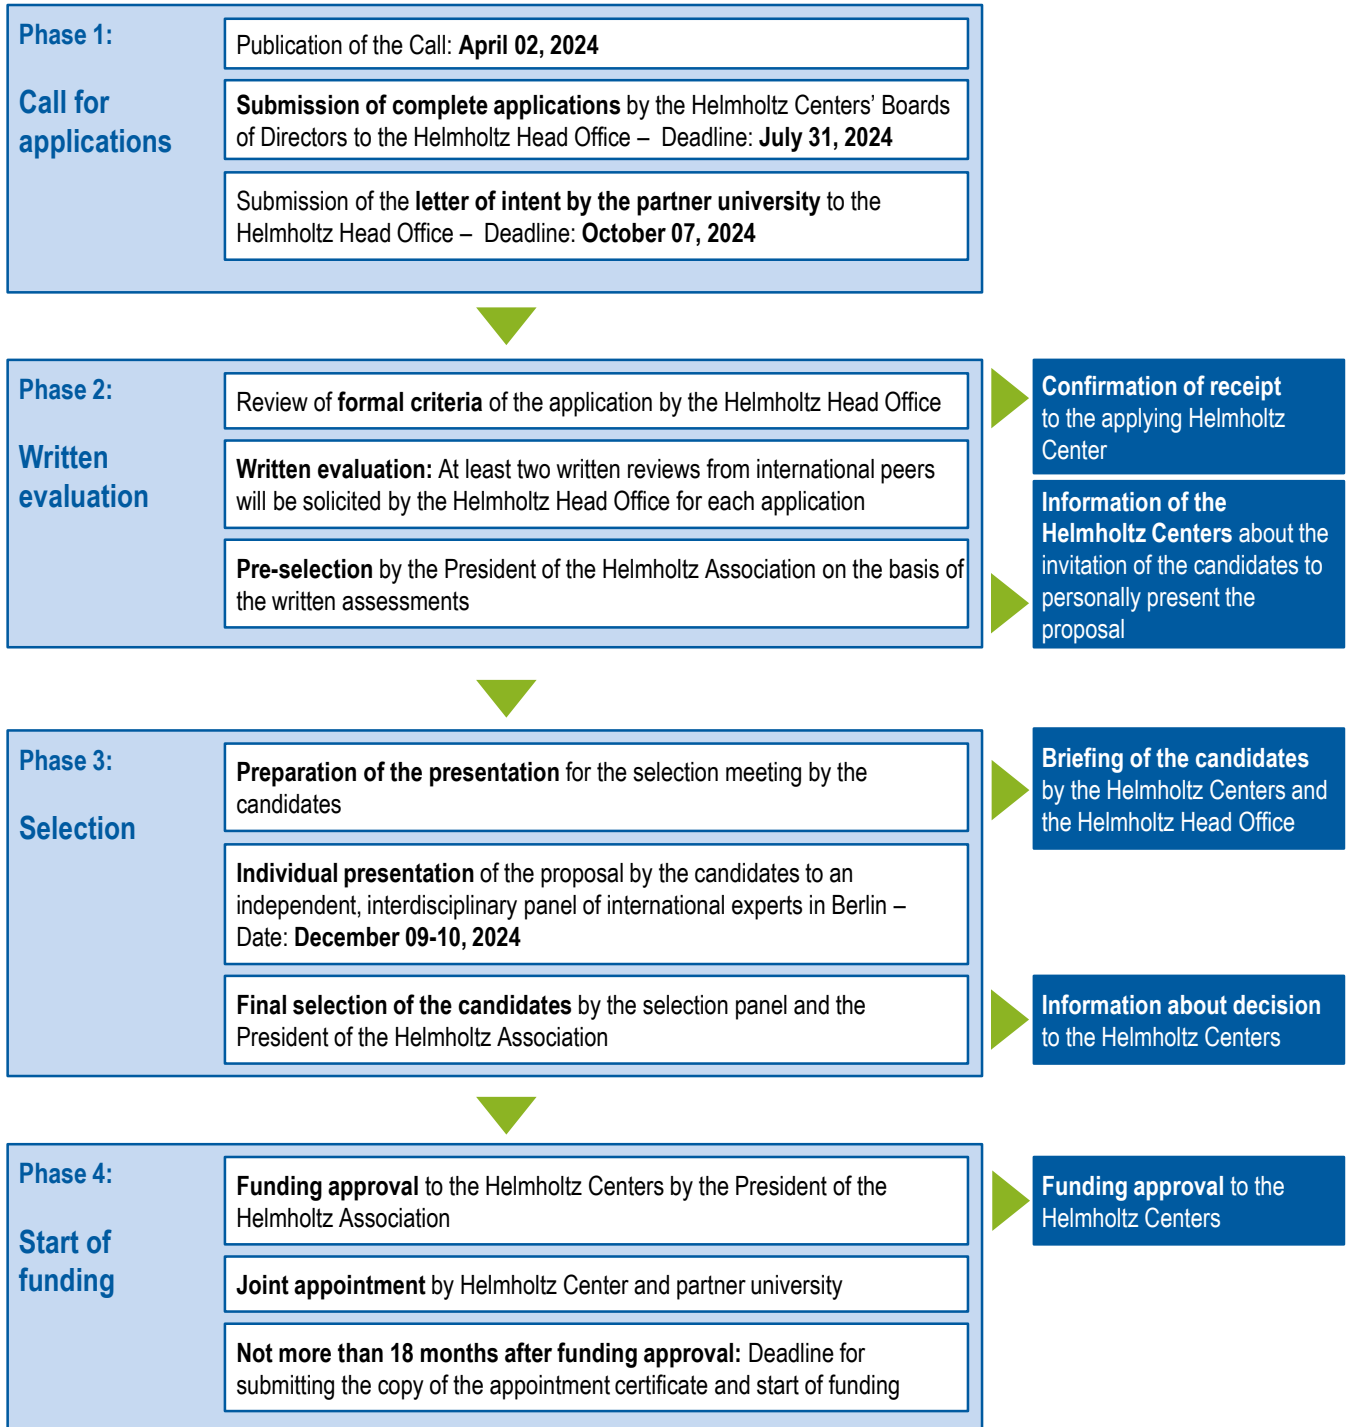 Phase 1:
Call for
applications
Publication of the Call: April 02, 2024
Submission of complete applications by the Helmholtz Centers’ Boards
of Directors to the Helmholtz Head Office – Deadline: July 31, 2024
Submission of the letter of intent by the partner university to the
Helmholtz Head Office – Deadline: October 07, 2024
Phase 2:
Written
evaluation
Review of formal criteria of the application by the Helmholtz Head Office
Written evaluation: At least two written reviews from international peers
will be solicited by the Helmholtz Head Office for each application
Pre-selection by the President of the Helmholtz Association on the basis of
the written assessments
Confirmation of receipt
to the applying Helmholtz
Center
Information of the
Helmholtz Centers about the
invitation of the candidates to
personally present the
proposal
Phase 3:
Selection
Preparation of the presentation for the selection meeting by the
candidates
Individual presentation of the proposal by the candidates to an
independent, interdisciplinary panel of international experts in Berlin –
Date: December 09-10, 2024
Final selection of the candidates by the selection panel and the
President of the Helmholtz Association
Briefing of the candidates
by the Helmholtz Centers and
the Helmholtz Head Office
Information about decision
to the Helmholtz Centers
Phase 4:
Start of
funding
Funding approval to the Helmholtz Centers by the President of the
Helmholtz Association
Joint appointment by Helmholtz Center and partner university
Not more than 18 months after funding approval: Deadline for
submitting the copy of the appointment certificate and start of funding
Funding approval to the
Helmholtz Centers